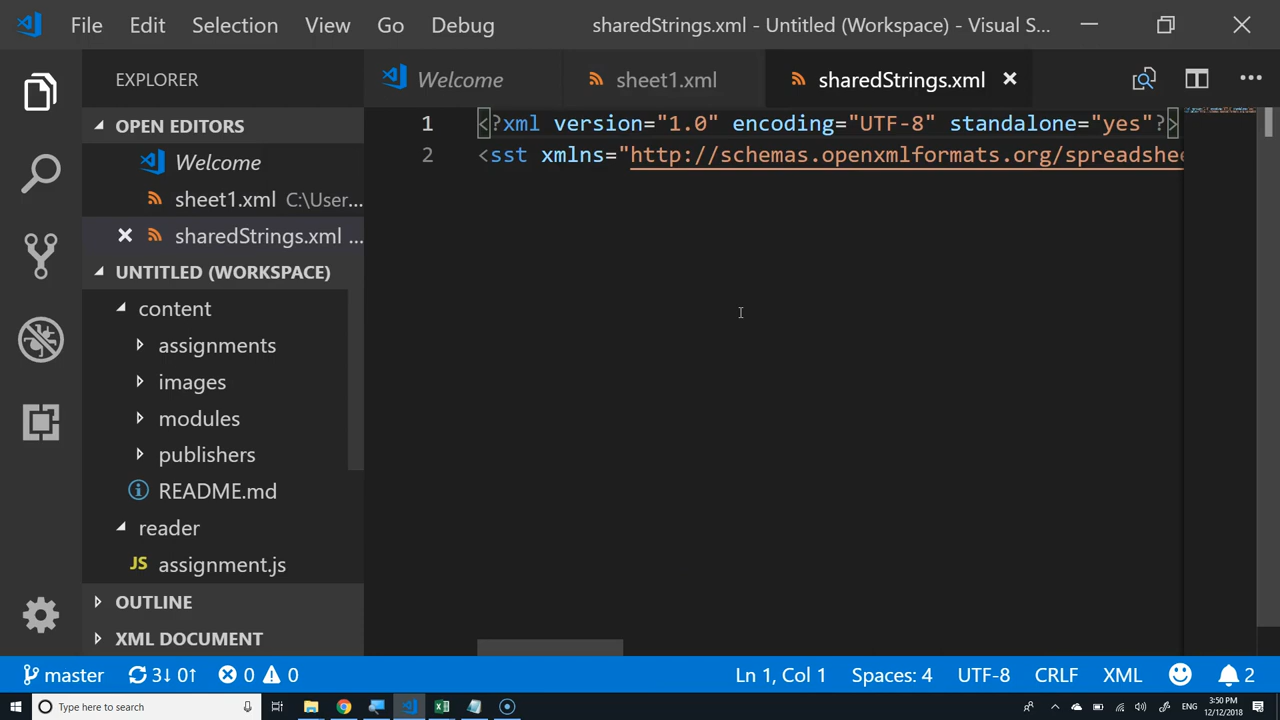 File Edit Selection View Go Debug sharedStrings.xml - Untitled (Workspace) - Visual S...
EXPLORER
Welcome sheet1.xml sharedStrings.xml
OPEN EDITORS
Welcome
sheet1.xml C:\User...
sharedStrings.xml ...
UNTITLED (WORKSPACE)
content
assignments
images
modules
publishers
README.md
reader
JS assignment.js
OUTLINE
XML DOCUMENT
1 <?xml version="1.0" encoding="UTF-8" standalone="yes"?>
2 <sst xmlns="http://schemas.openxmlformats.org/spreadshee
master 3↓ 0↑ 0 0 Ln 1, Col 1 Spaces: 4 UTF-8 CRLF XML 2
Type here to search
ENG
3:50 PM
12/12/2018